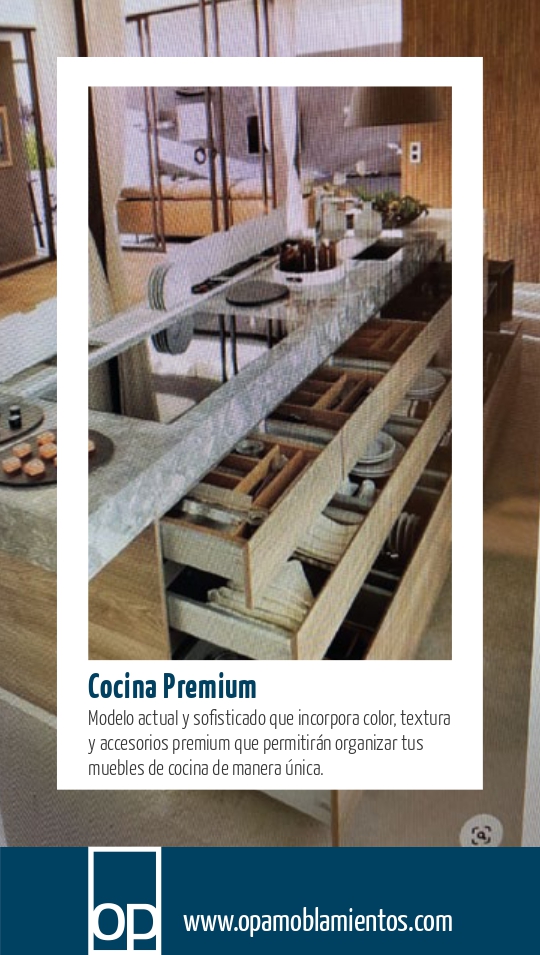 Cocina Premium
Modelo actual y sofisticado que incorpora color, textura
y accesorios premium que permitirán organizar tus
muebles de cocina de manera única.
op
www.opamoblamientos.com